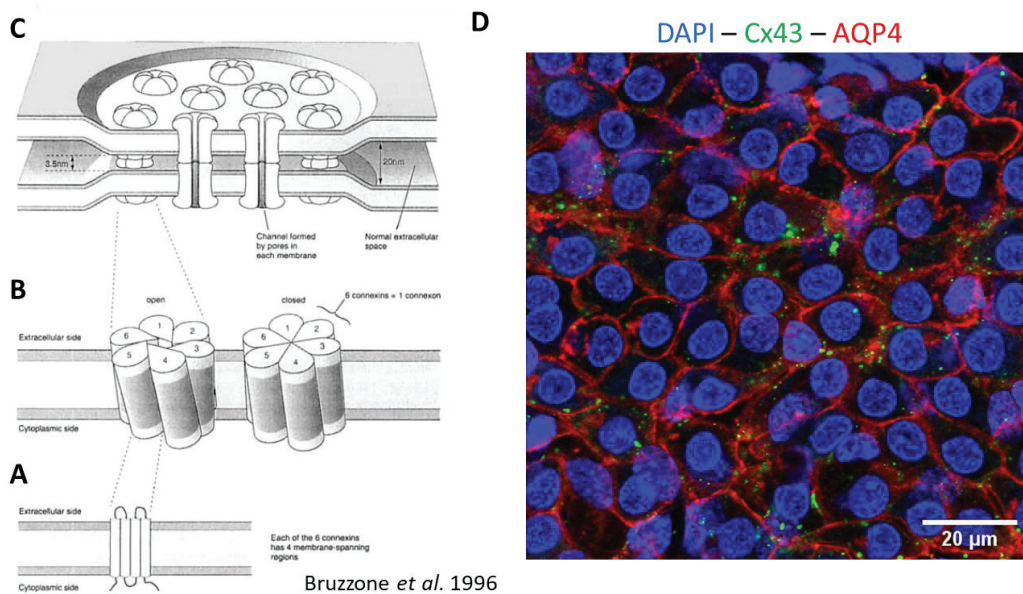 C
3.5nm
20nm
Channel formed
by pores in
each membrane
Normal extracellular
space
B
open
closed
6 connexins = 1 connexon
Extracellular side
1
2
3
4
5
6
1
2
3
4
5
6
Cytoplasmic side
A
Extracellular side
Each of the 6 connexins
has 4 membrane-spanning
regions
Cytoplasmic side
Bruzzone et al. 1996
D
DAPI – Cx43 – AQP4
20 µm